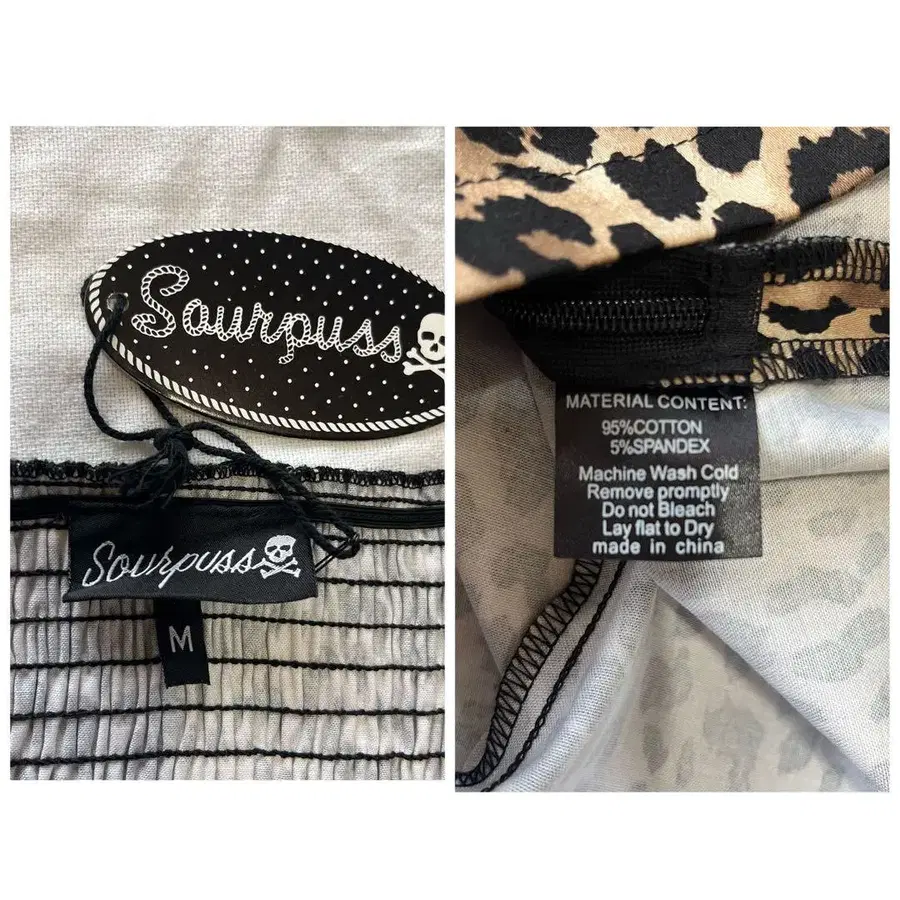 Sourpuss
Sourpuss
M
MATERIAL CONTENT:
95%COTTON
5%SPANDEX
Machine Wash Cold
Remove promptly
Do not Bleach
Lay flat to Dry
made in china